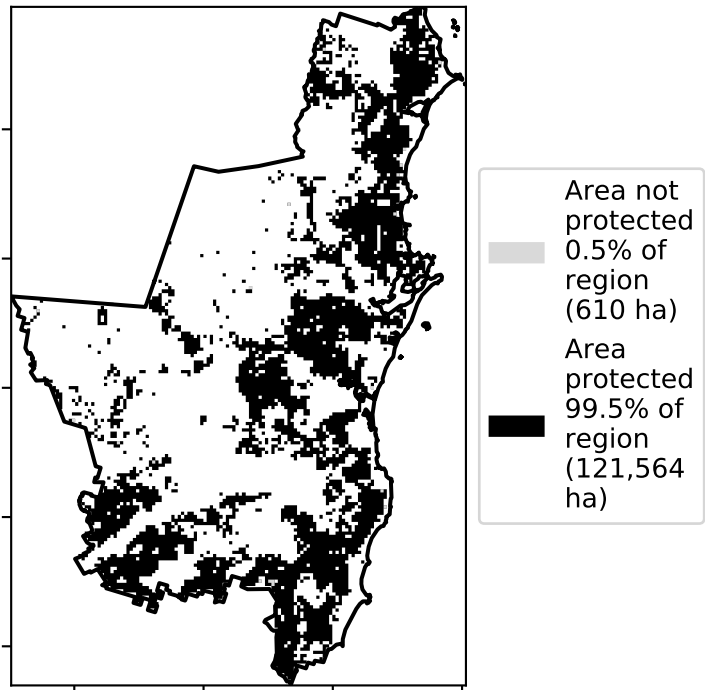 Area not
protected
0.5% of
region
(610 ha)
Area
protected
99.5% of
region
(121,564
ha)